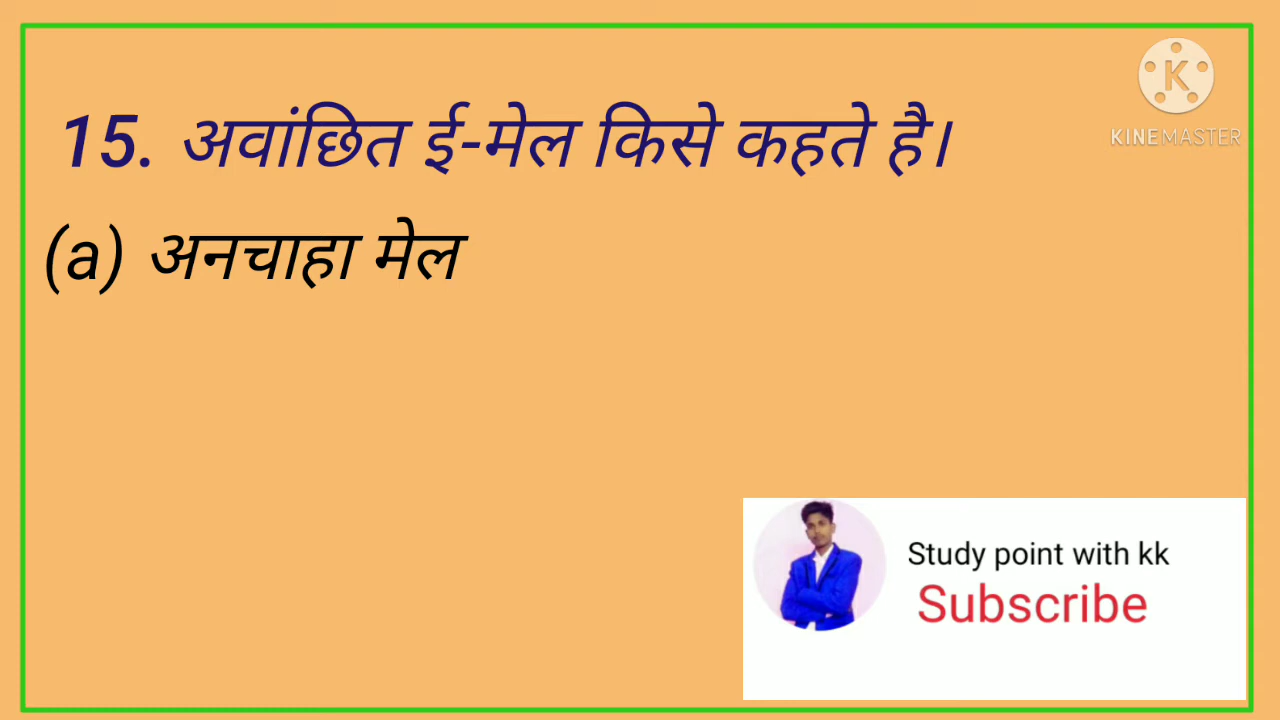 15. अवांछित ई-मेल किसे कहते है।
(a) अनचाहा मेल
KINEMASTER
Study point with kk
Subscribe